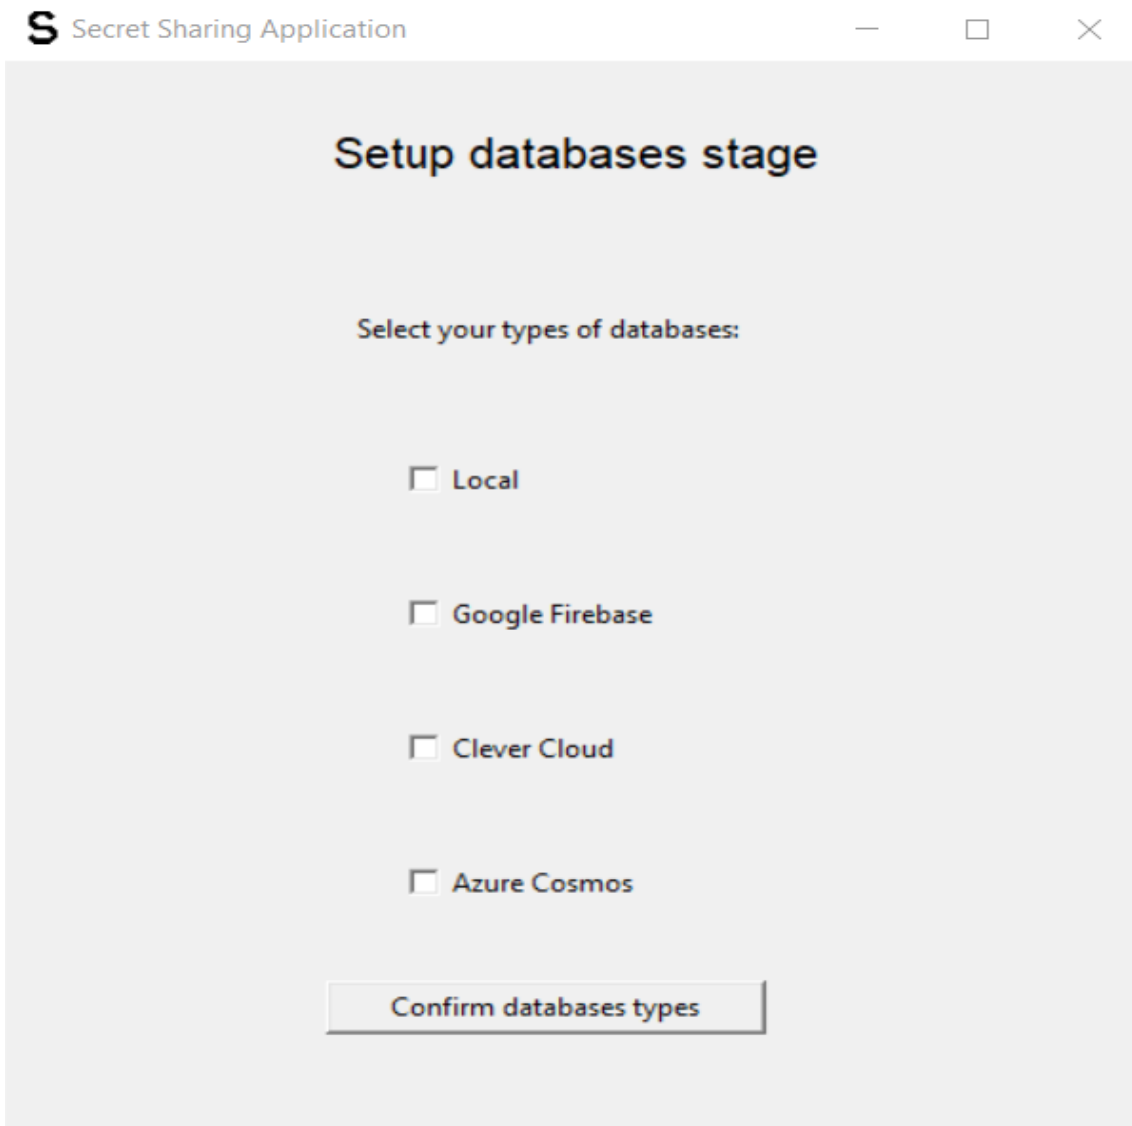 S Secret Sharing Application
Setup databases stage
Select your types of databases:
Local
Google Firebase
Clever Cloud
Azure Cosmos
Confirm databases types